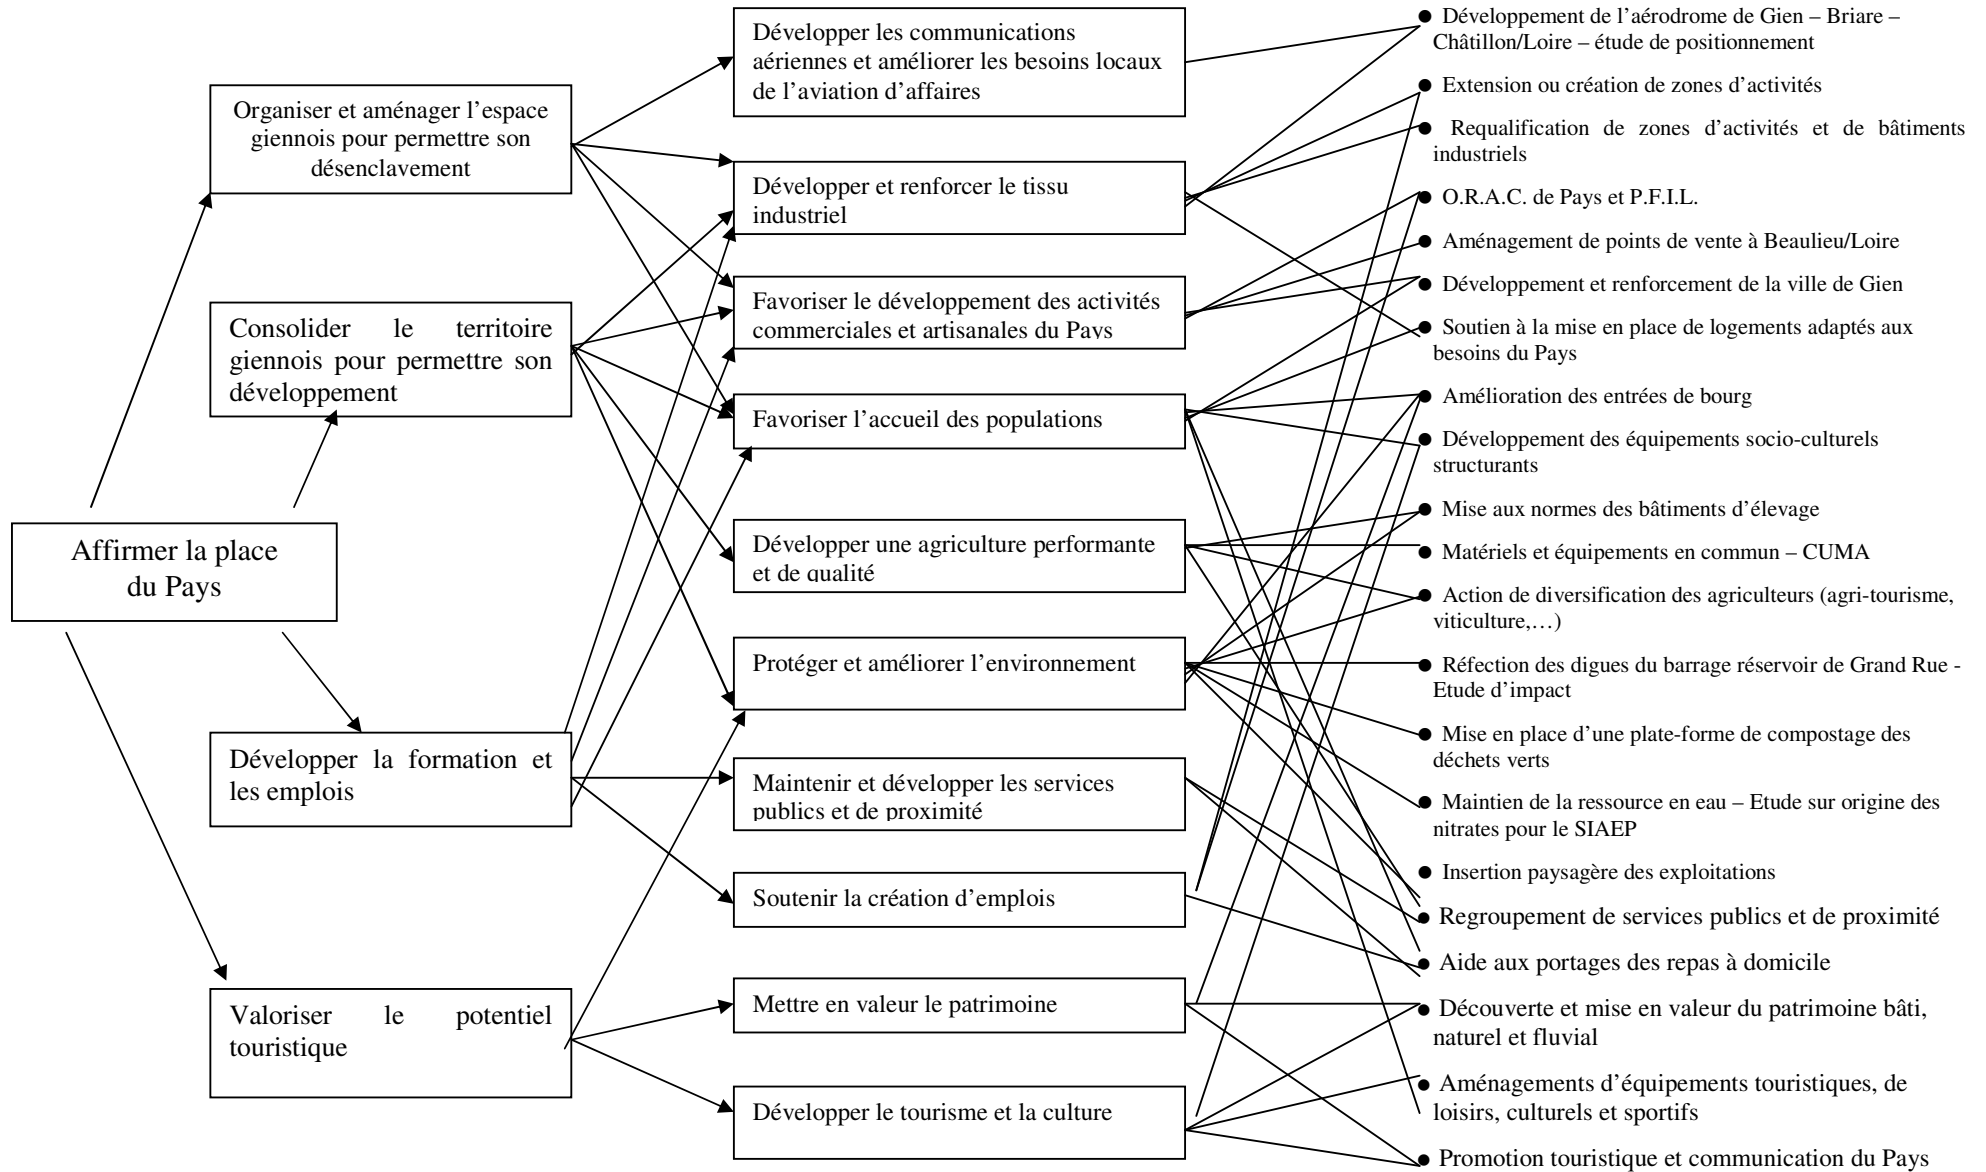 Affirmer la place
du Pays
Organiser et aménager l’espace
giennois pour permettre son
désenclavement
Consolider le territoire
giennois pour permettre son
développement
Développer la formation et
les emplois
Valoriser le potentiel
touristique
Développer les communications
aériennes et améliorer les besoins locaux
de l’aviation d’affaires
Développer et renforcer le tissu
industriel
Favoriser le développement des activités
commerciales et artisanales du Pays
Favoriser l’accueil des populations
Développer une agriculture performante
et de qualité
Protéger et améliorer l’environnement
Maintenir et développer les services
publics et de proximité
Soutenir la création d’emplois
Mettre en valeur le patrimoine
Développer le tourisme et la culture
● Développement de l’aérodrome de Gien – Briare –
Châtillon/Loire – étude de positionnement
● Extension ou création de zones d’activités
● Requalification de zones d’activités et de bâtiments
industriels
● O.R.A.C. de Pays et P.F.I.L.
● Aménagement de points de vente à Beaulieu/Loire
● Développement et renforcement de la ville de Gien
● Soutien à la mise en place de logements adaptés aux
besoins du Pays
● Amélioration des entrées de bourg
● Développement des équipements socio-culturels
structurants
● Mise aux normes des bâtiments d’élevage
● Matériels et équipements en commun – CUMA
● Action de diversification des agriculteurs (agri-tourisme,
viticulture,…)
● Réfection des digues du barrage réservoir de Grand Rue -
Etude d’impact
● Mise en place d’une plate-forme de compostage des
déchets verts
● Maintien de la ressource en eau – Etude sur origine des
nitrates pour le SIAEP
● Insertion paysagère des exploitations
● Regroupement de services publics et de proximité
● Aide aux portages des repas à domicile
● Découverte et mise en valeur du patrimoine bâti,
naturel et fluvial
● Aménagements d’équipements touristiques, de
loisirs, culturels et sportifs
● Promotion touristique et communication du Pays